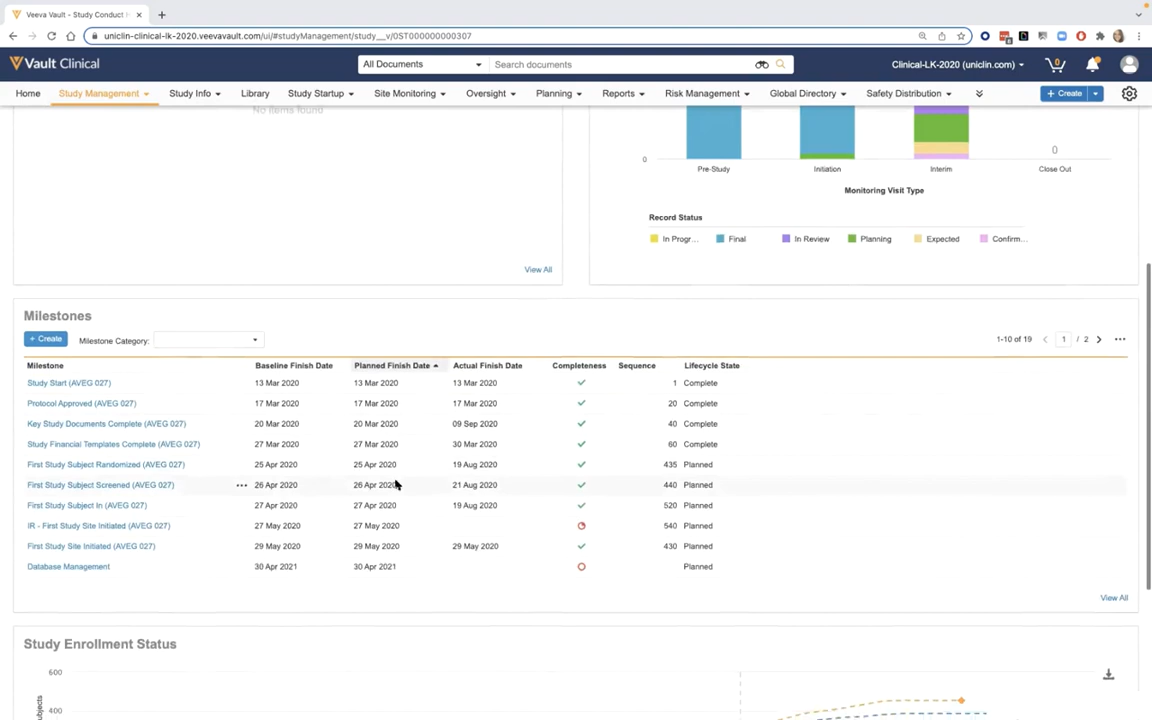 Veeva Vault - Study Conduct
uniclin-clinical-lk-2020.veevavault.com/ui/#studyManagement/study__v/0ST000000000307
Vault Clinical
All Documents
Search documents
Clinical-LK-2020 (uniclin.com)
0
Home
Study Management
Study Info
Library
Study Startup
Site Monitoring
Oversight
Planning
Reports
Risk Management
Global Directory
Safety Distribution
+ Create
No items found
View All
0
0
Pre-Study
Initiation
Interim
Close Out
Monitoring Visit Type
Record Status
In Progr...
Final
In Review
Planning
Expected
Confirm...
Milestones
+ Create
Milestone Category:
1-10 of 19
1 / 2
Milestone Baseline Finish Date Planned Finish Date Actual Finish Date Completeness Sequence Lifecycle State
Study Start (AVEG 027) 13 Mar 2020 13 Mar 2020 13 Mar 2020 1 Complete
Protocol Approved (AVEG 027) 17 Mar 2020 17 Mar 2020 17 Mar 2020 20 Complete
Key Study Documents Complete (AVEG 027) 20 Mar 2020 20 Mar 2020 09 Sep 2020 40 Complete
Study Financial Templates Complete (AVEG 027) 27 Mar 2020 27 Mar 2020 30 Mar 2020 60 Complete
First Study Subject Randomized (AVEG 027) 25 Apr 2020 25 Apr 2020 19 Aug 2020 435 Planned
First Study Subject Screened (AVEG 027) ••• 26 Apr 2020 26 Apr 2020 21 Aug 2020 440 Planned
First Study Subject In (AVEG 027) 27 Apr 2020 27 Apr 2020 19 Aug 2020 520 Planned
IR - First Study Site Initiated (AVEG 027) 27 May 2020 27 May 2020 540 Planned
First Study Site Initiated (AVEG 027) 29 May 2020 29 May 2020 29 May 2020 430 Planned
Database Management 30 Apr 2021 30 Apr 2021 Planned
View All
Study Enrollment Status
600
400